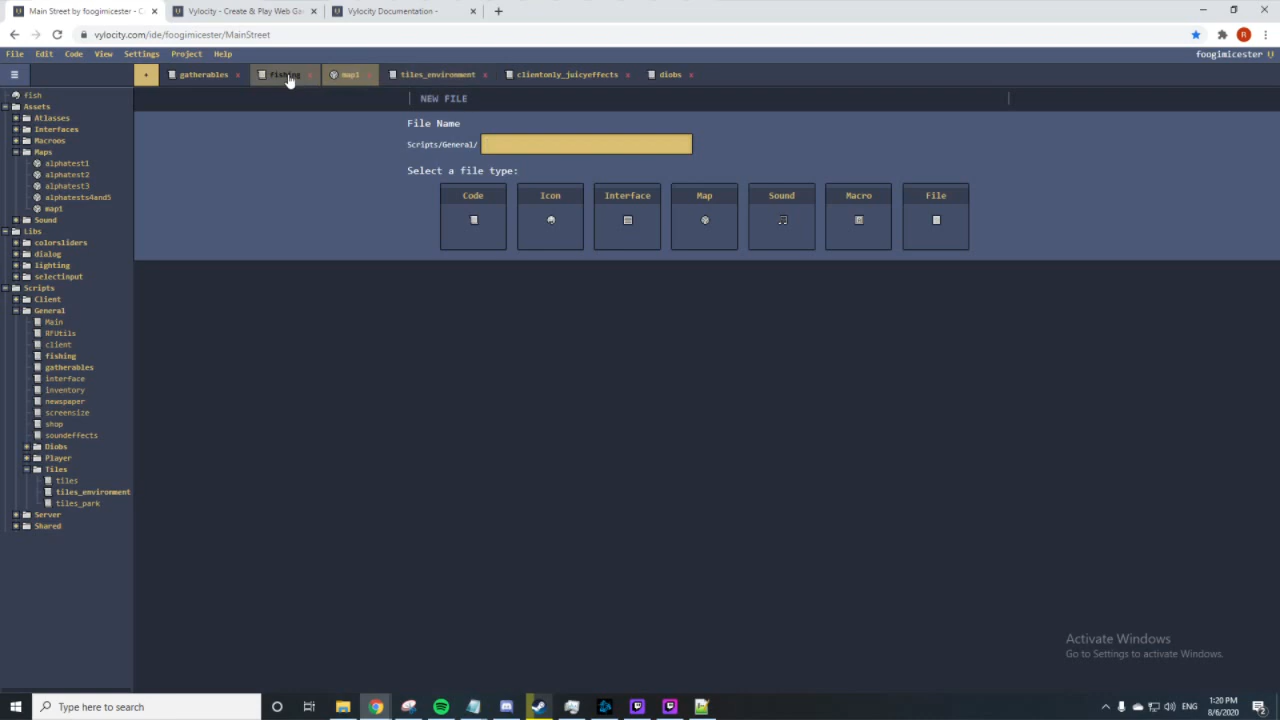 Main Street by foogimicester - C
Vylocity - Create & Play Web Ga
Vylocity Documentation -
vylocity.com/ide/foogimicester/MainStreet
R
File Edit Code View Settings Project Help
foogimicester
+ gatherables x fishing x map1 x tiles_environment x clientonly_juicyeffects x diobs x
fish
Assets
Atlasses
Interfaces
Macroos
Maps
alphatest1
alphatest2
alphatest3
alphatests4and5
map1
Sound
Libs
colorsliders
dialog
lighting
selectinput
Scripts
Client
General
Main
RFUtils
client
fishing
gatherables
interface
inventory
newspaper
screensize
shop
soundeffects
Diobs
Player
Tiles
tiles
tiles_environment
tiles_park
Server
Shared
NEW FILE
File Name
Scripts/General/
Select a file type:
Code Icon Interface Map Sound Macro File
Activate Windows
Go to Settings to activate Windows.
Type here to search
ENG
1:20 PM
8/6/2020
2